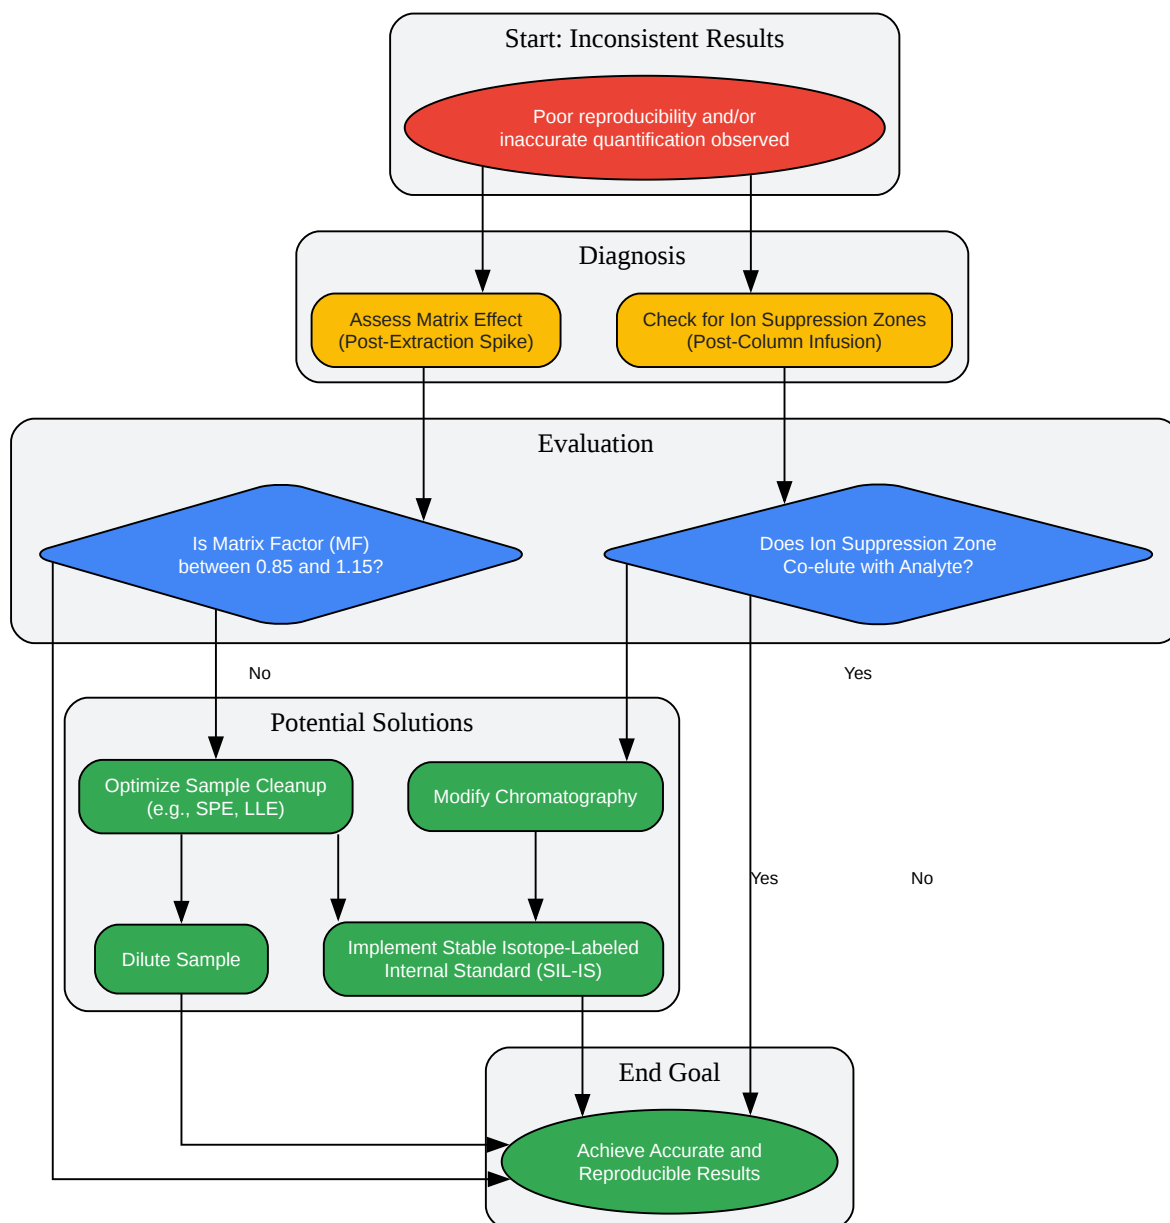 Start: Inconsistent Results
Poor reproducibility and/or
inaccurate quantification observed
Diagnosis
Assess Matrix Effect
(Post-Extraction Spike)
Check for Ion Suppression Zones
(Post-Column Infusion)
Evaluation
Is Matrix Factor (MF)
between 0.85 and 1.15?
Does Ion Suppression Zone
Co-elute with Analyte?
No
Yes
Potential Solutions
Optimize Sample Cleanup
(e.g., SPE, LLE)
Modify Chromatography
Yes
No
Dilute Sample
Implement Stable Isotope-Labeled
Internal Standard (SIL-IS)
End Goal
Achieve Accurate and
Reproducible Results